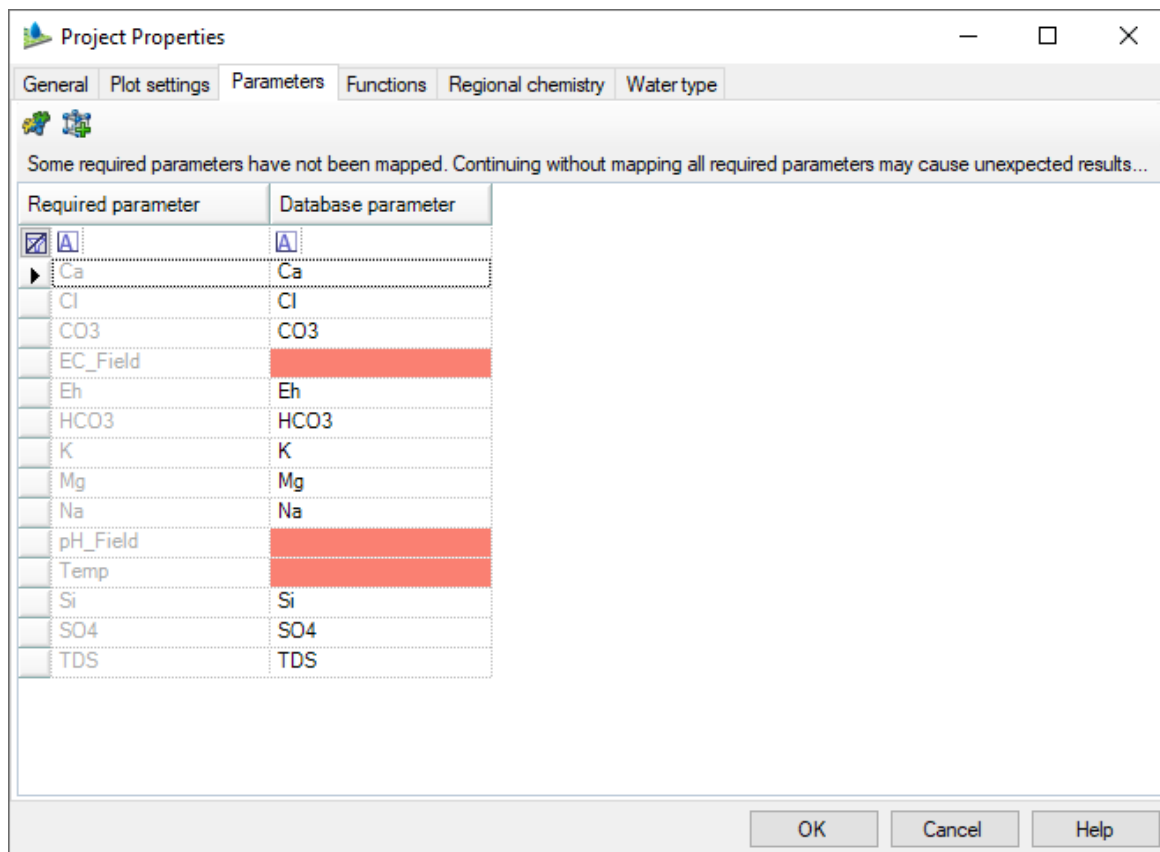 Project Properties
General Plot settings Parameters Functions Regional chemistry Water type
Some required parameters have not been mapped. Continuing without mapping all required parameters may cause unexpected results...
Required parameter Database parameter
A A
Ca Ca
Cl Cl
CO3 CO3
EC_Field
Eh Eh
HCO3 HCO3
K K
Mg Mg
Na Na
pH_Field
Temp
Si Si
SO4 SO4
TDS TDS
OK Cancel Help